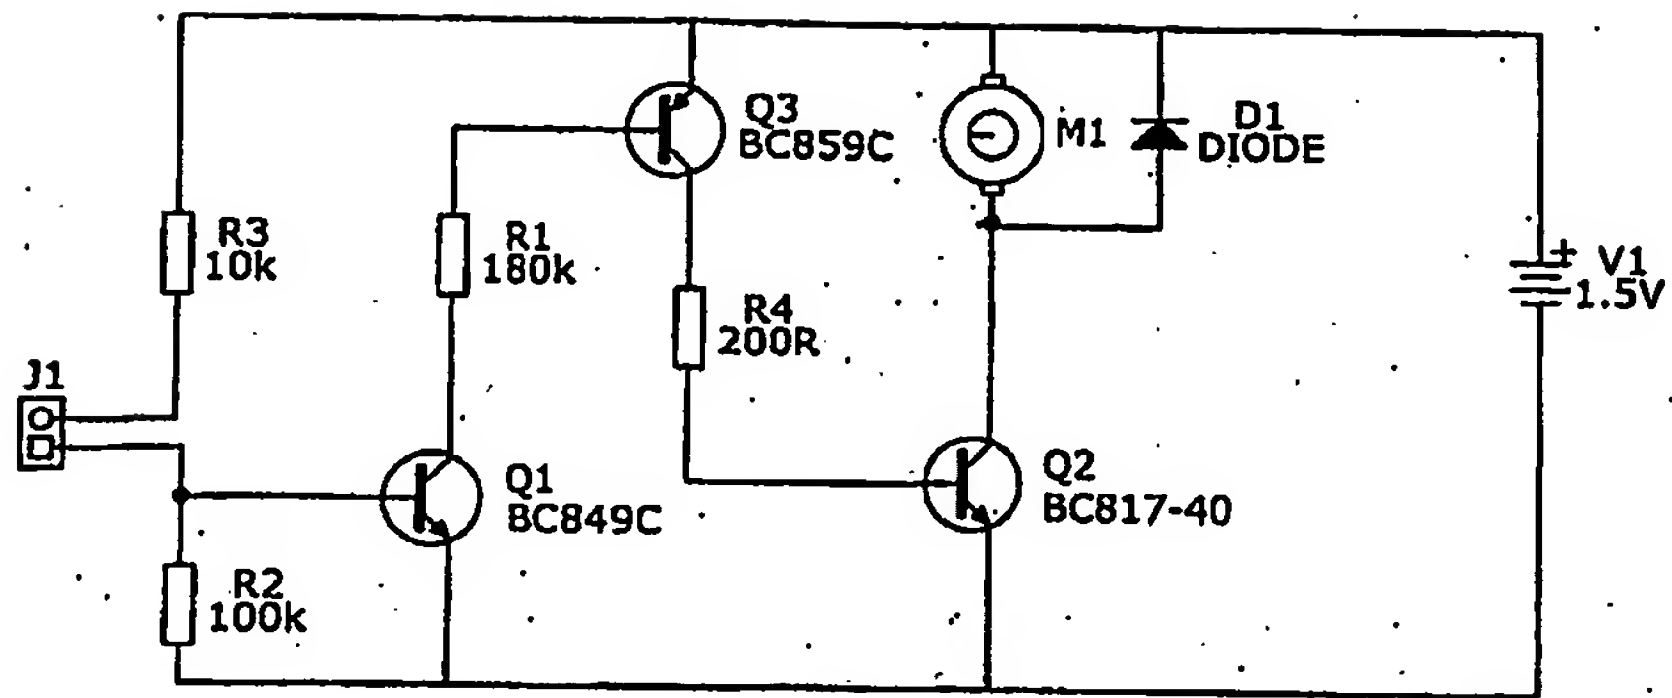 Q3
BC859C
M1
D1
DIODE
R3
10k
R1
180k
+
V1
1.5V
R4
200R
J1
Q1
BC849C
Q2
BC817-40
R2
100k